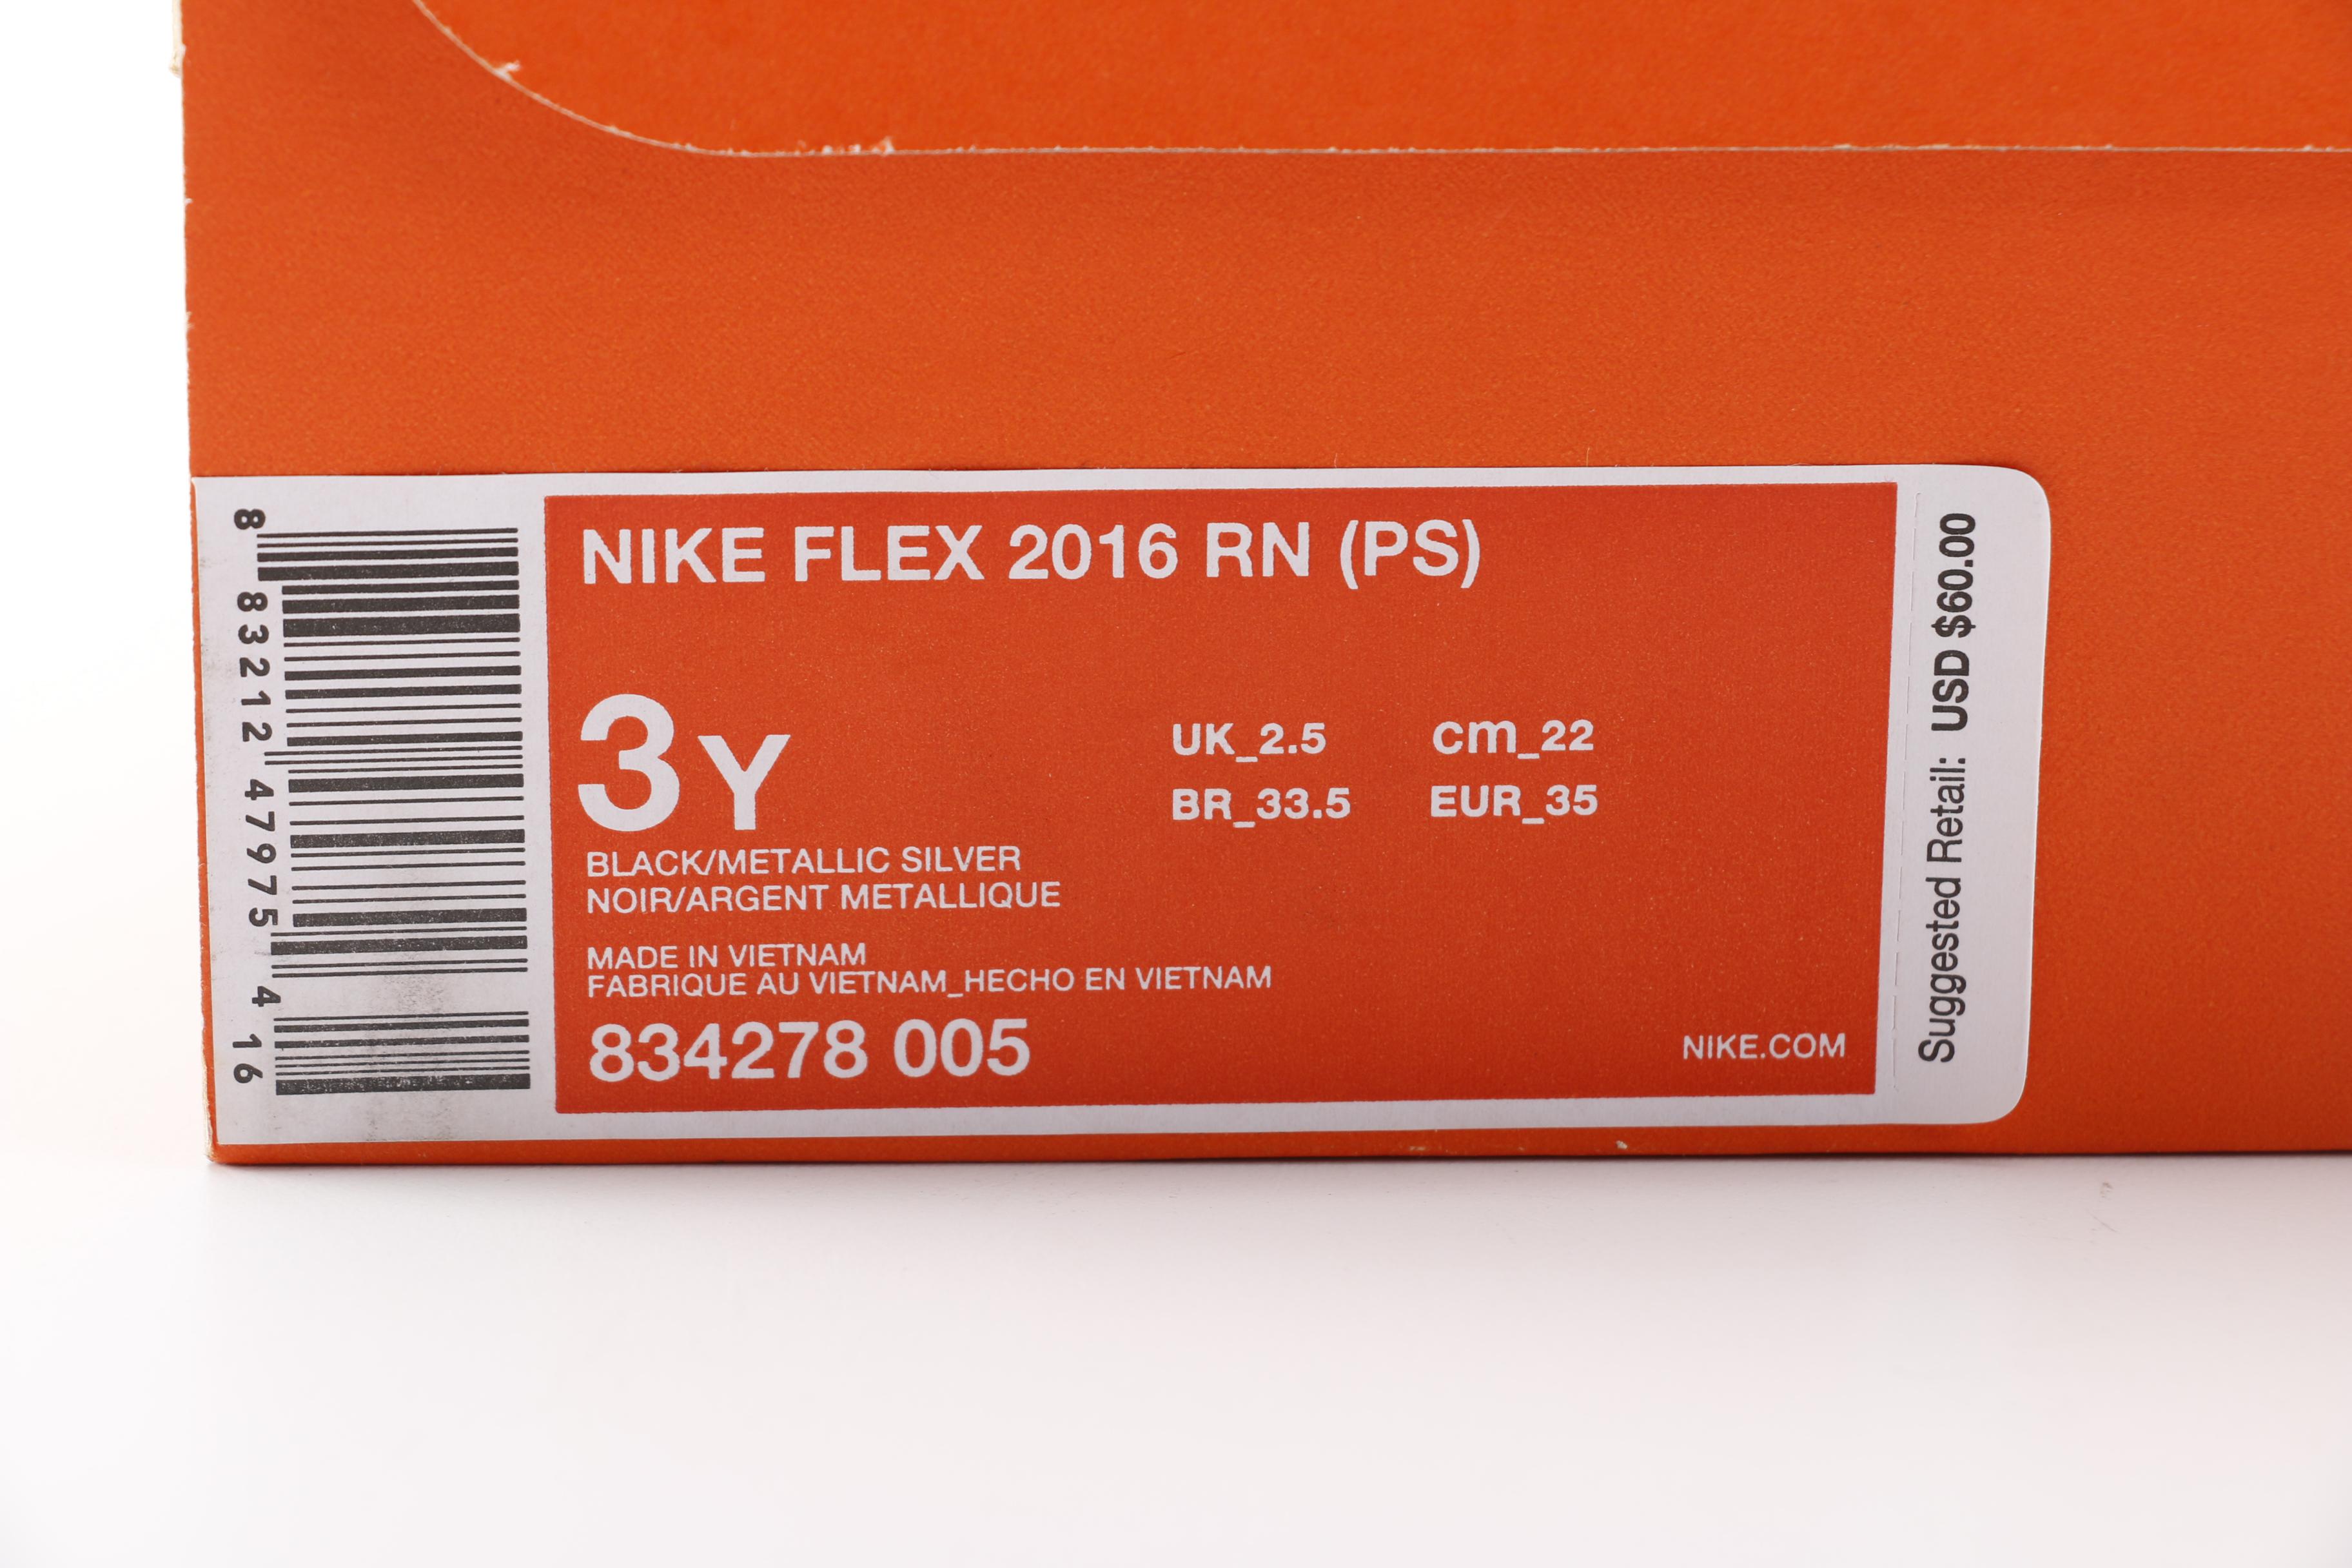 NIKE FLEX 2016 RN (PS)
3Y
UK_2.5 cm_22
BR_33.5 EUR_35
BLACK/METALLIC SILVER
NOIR/ARGENT METALLIQUE
MADE IN VIETNAM
FABRIQUE AU VIETNAM_HECHO EN VIETNAM
834278 005
NIKE.COM
8 83212 47975 4 16
Suggested Retail: USD $60.00